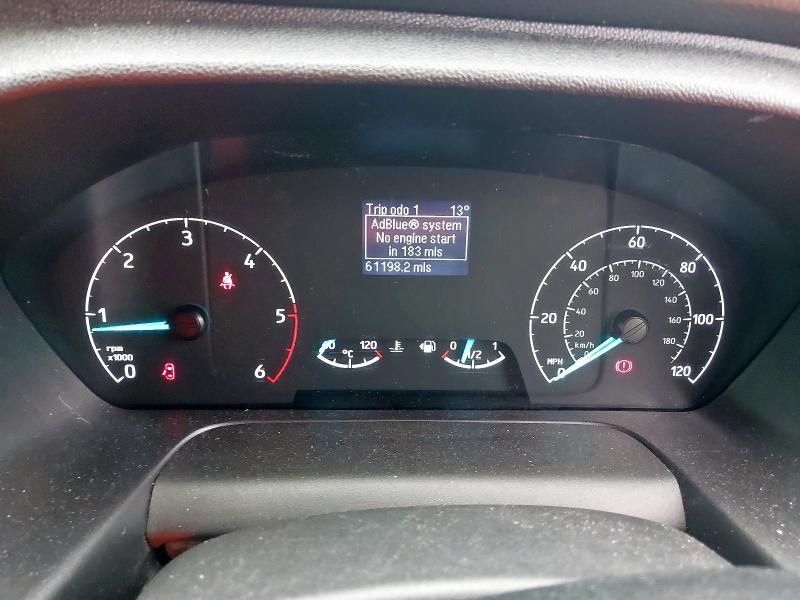 Trip odo 1 13°
AdBlue® system
No engine start
in 183 mls
61198.2 mls
0 1 2 3 4 5 6
rpm
x1000
120
°C
0 1/2 1
0 20 40 60 80 100 120
MPH
20 40 60 80 100 120 140 160 180
km/h